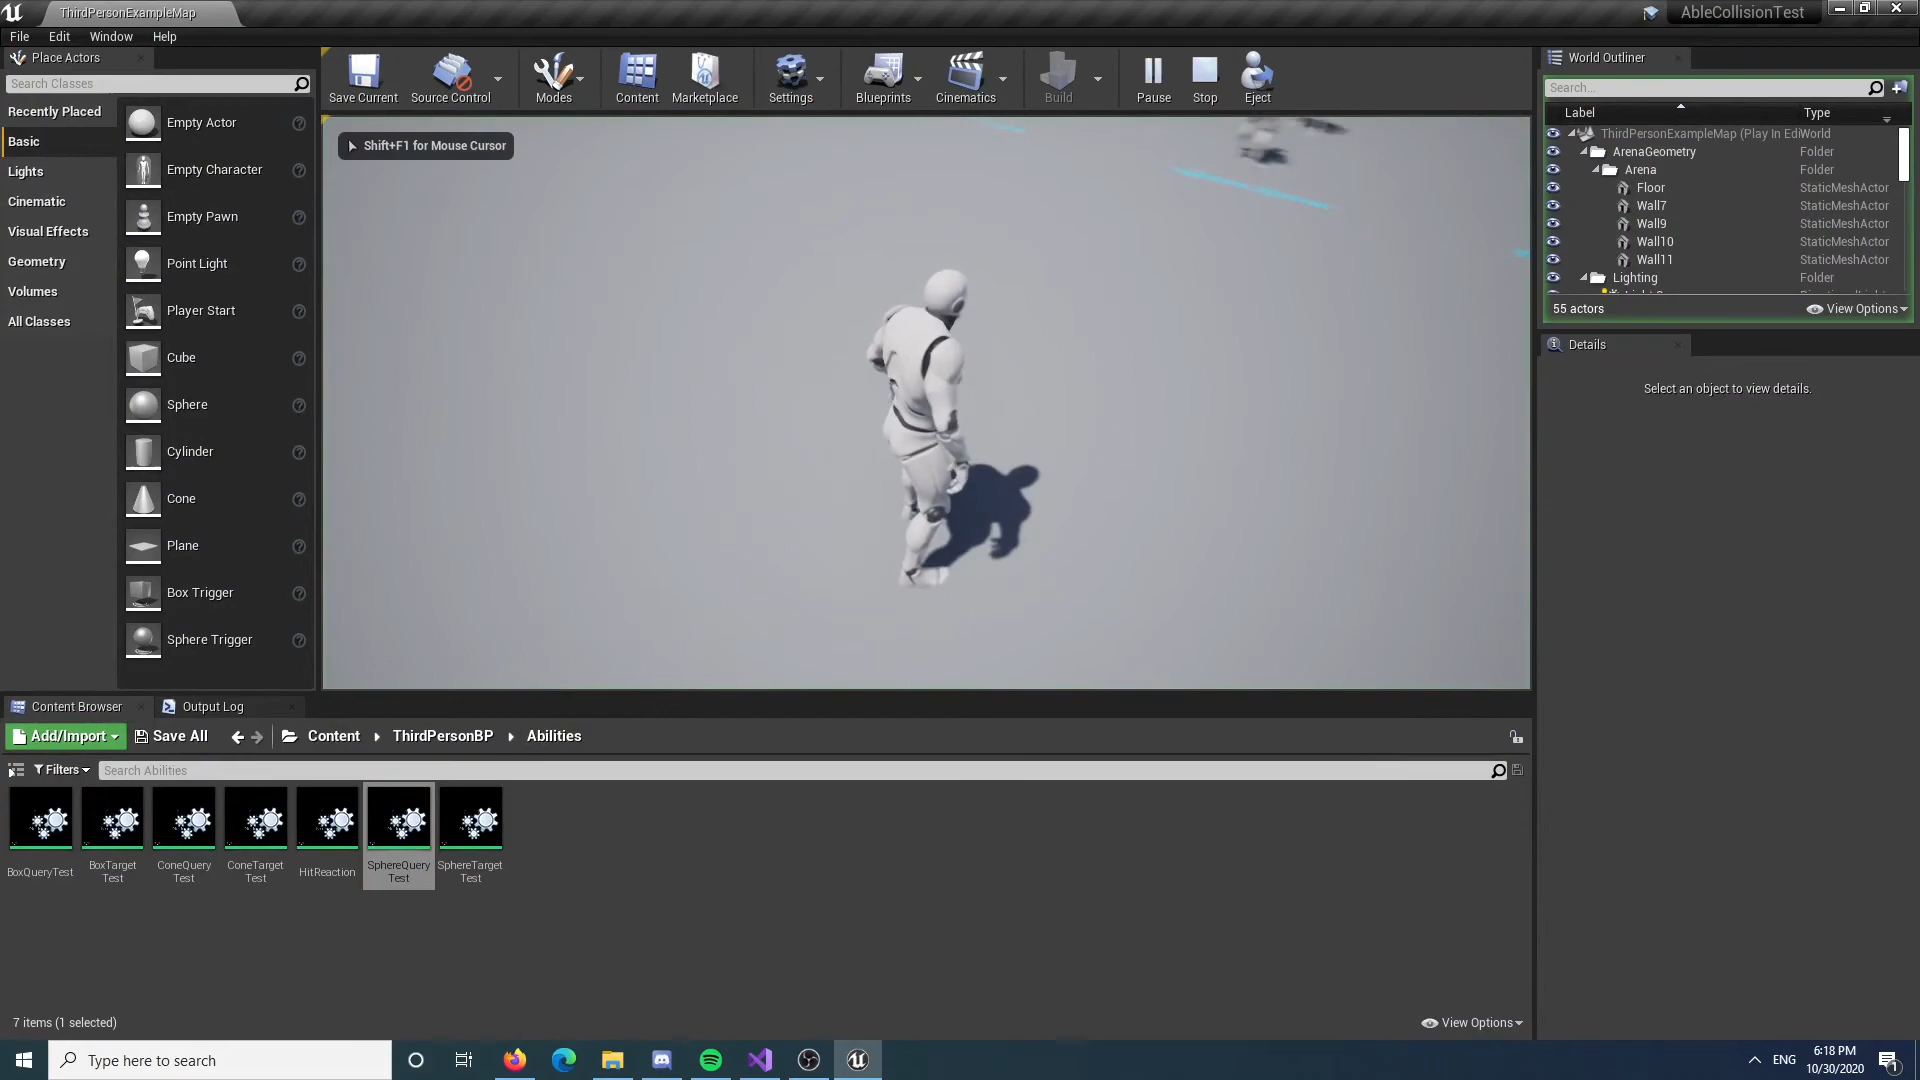 ThirdPersonExampleMap
AbleCollisionTest
File Edit Window Help
Place Actors
Search Classes
Recently Placed
Basic
Lights
Cinematic
Visual Effects
Geometry
Volumes
All Classes
Empty Actor
Empty Character
Empty Pawn
Point Light
Player Start
Cube
Sphere
Cylinder
Cone
Plane
Box Trigger
Sphere Trigger
Save Current
Source Control
Modes
Content
Marketplace
Settings
Blueprints
Cinematics
Build
Pause
Stop
Eject
Shift+F1 for Mouse Cursor
World Outliner
Search...
Label Type
ThirdPersonExampleMap (Play In Edi World
ArenaGeometry Folder
Arena Folder
Floor StaticMeshActor
Wall7 StaticMeshActor
Wall9 StaticMeshActor
Wall10 StaticMeshActor
Wall11 StaticMeshActor
Lighting Folder
55 actors View Options
Details
Select an object to view details.
Content Browser Output Log
Add/Import Save All Content ThirdPersonBP Abilities
Filters Search Abilities
BoxQueryTest
BoxTarget
Test
ConeQuery
Test
ConeTarget
Test
HitReaction
SphereQuery
Test
SphereTarget
Test
7 items (1 selected) View Options
Type here to search
ENG
6:18 PM
10/30/2020
1